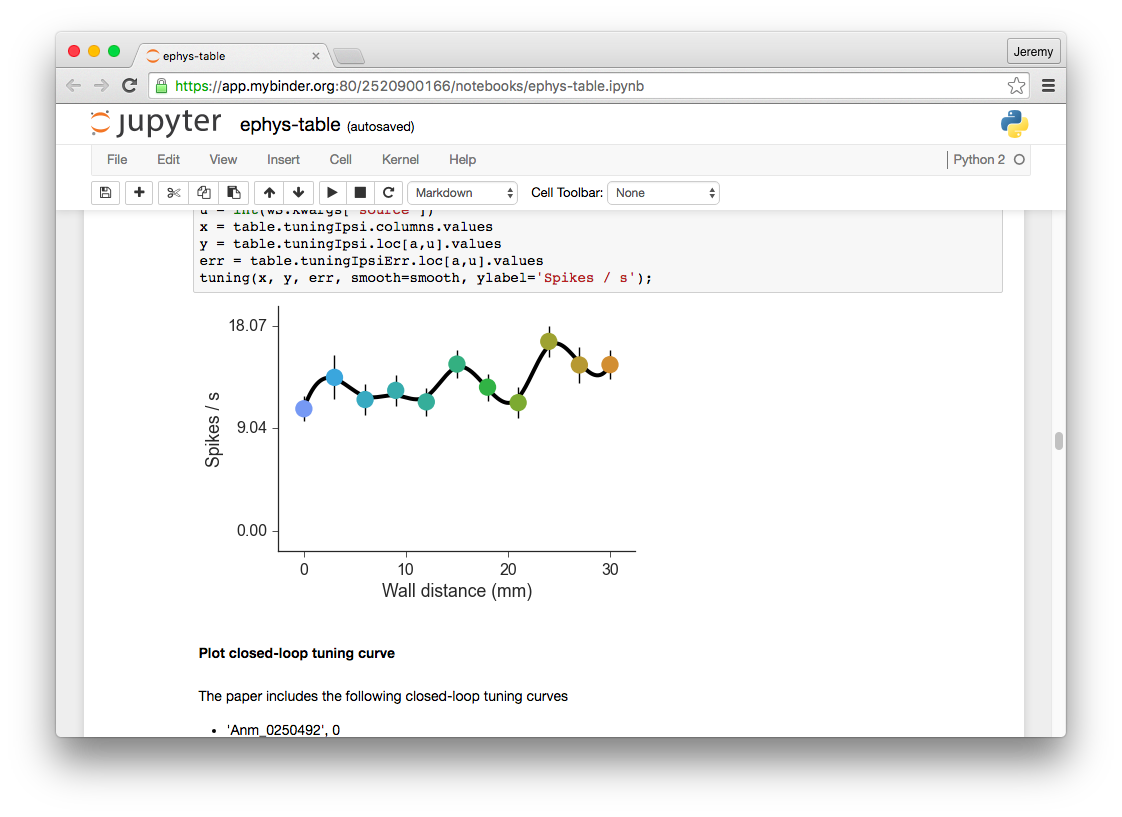 ephys-table
Jeremy
https://app.mybinder.org:80/2520900166/notebooks/ephys-table.ipynb
jupyter ephys-table (autosaved)
File Edit View Insert Cell Kernel Help Python 2
Markdown Cell Toolbar: None
u = int(ws.kwargs['source'])
x = table.tuningIpsi.columns.values
y = table.tuningIpsi.loc[a,u].values
err = table.tuningIpsiErr.loc[a,u].values
tuning(x, y, err, smooth=smooth, ylabel='Spikes / s');
18.07
9.04
0.00
Spikes / s
0 10 20 30
Wall distance (mm)
Plot closed-loop tuning curve
The paper includes the following closed-loop tuning curves
• 'Anm_0250492', 0